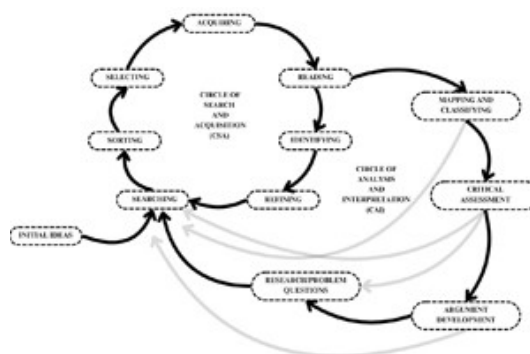 ACQUIRING
SELECTING
READING
CIRCLE OF
SEARCH
AND
ACQUISITION
(CSA)
MAPPING AND
CLASSIFYING
SORTING
IDENTIFYING
CIRCLE OF
ANALYSIS
AND
INTERPRETATION
(CAI)
SEARCHING
REFINING
CRITICAL
ASSESSMENT
INITIAL IDEAS
RESEARCH/PROBLEM
QUESTIONS
ARGUMENT
DEVELOPMENT